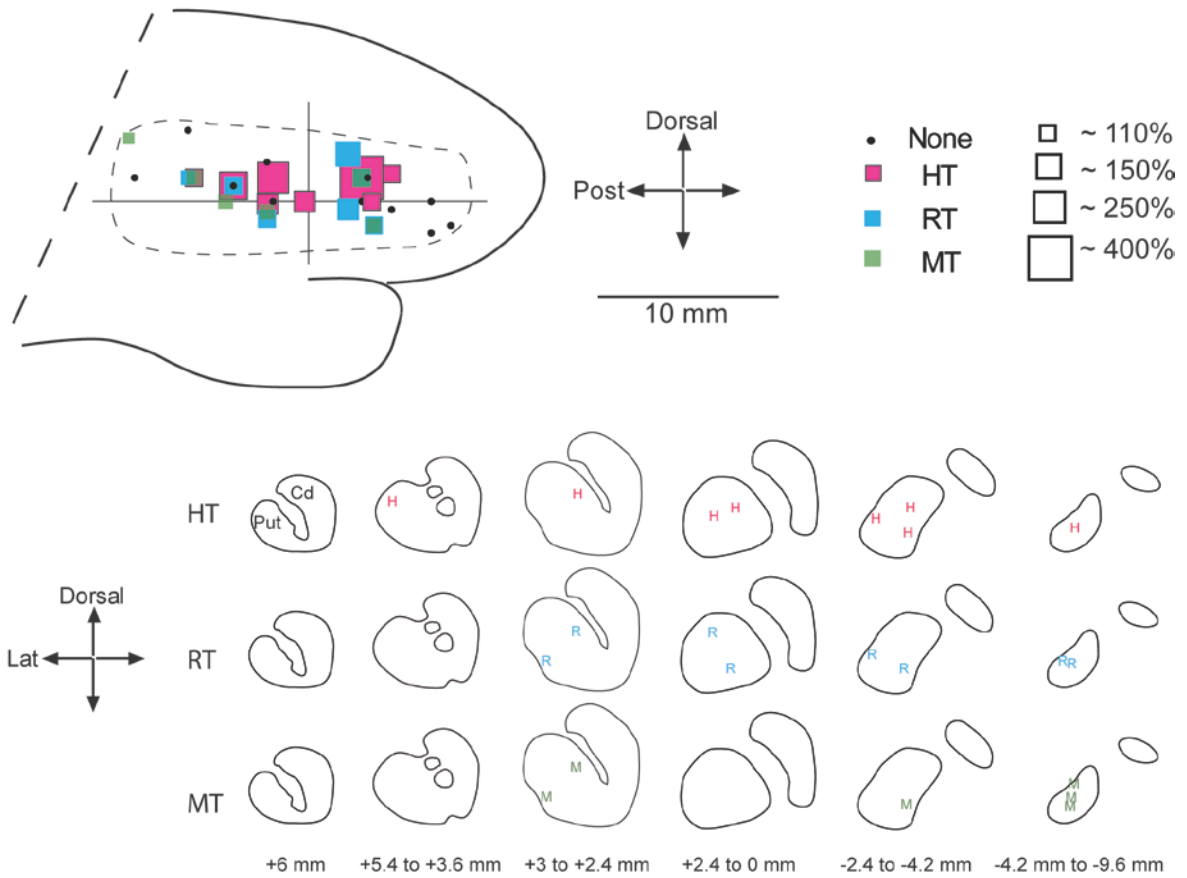 Dorsal
Post
10 mm
None
HT
RT
MT
~ 110%
~ 150%
~ 250%
~ 400%
HT
Cd
Put
H
H
H H
H H H
H
Dorsal
Lat
RT
R R
R R
R R
R R
MT
M M
M
M M M
+6 mm
+5.4 to +3.6 mm
+3 to +2.4 mm
+2.4 to 0 mm
-2.4 to -4.2 mm
-4.2 mm to -9.6 mm